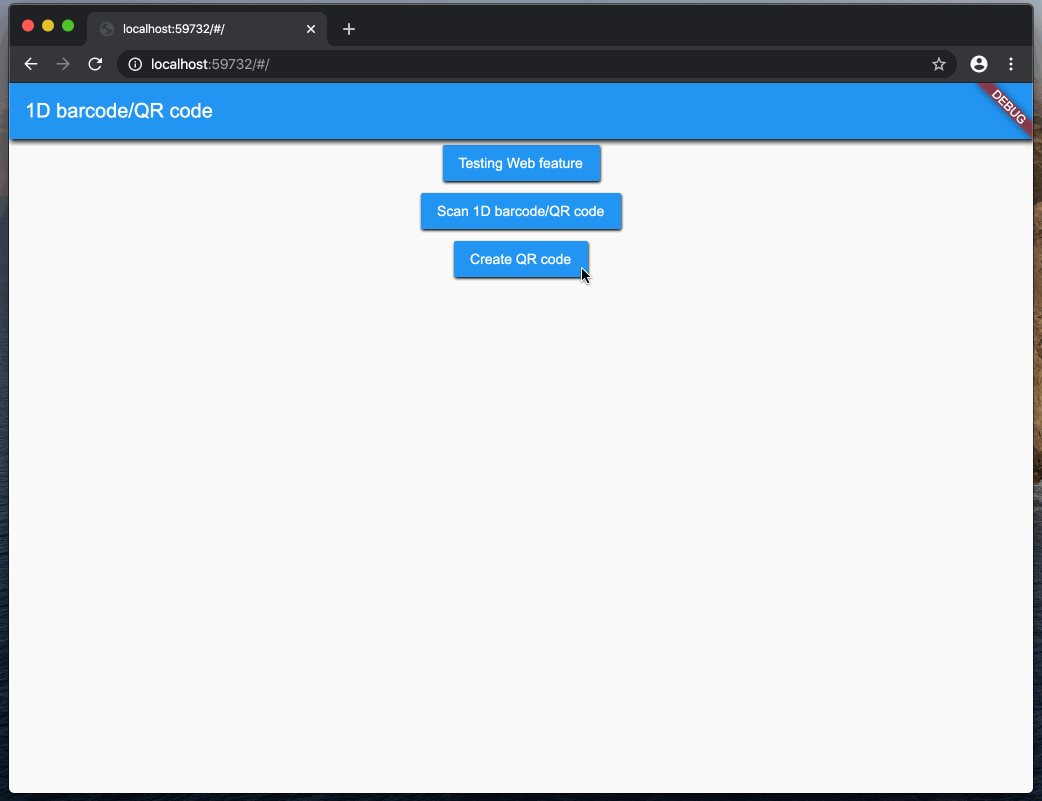 localhost:59732/#/
localhost:59732/#/
1D barcode/QR code
DEBUG
Testing Web feature
Scan 1D barcode/QR code
Create QR code